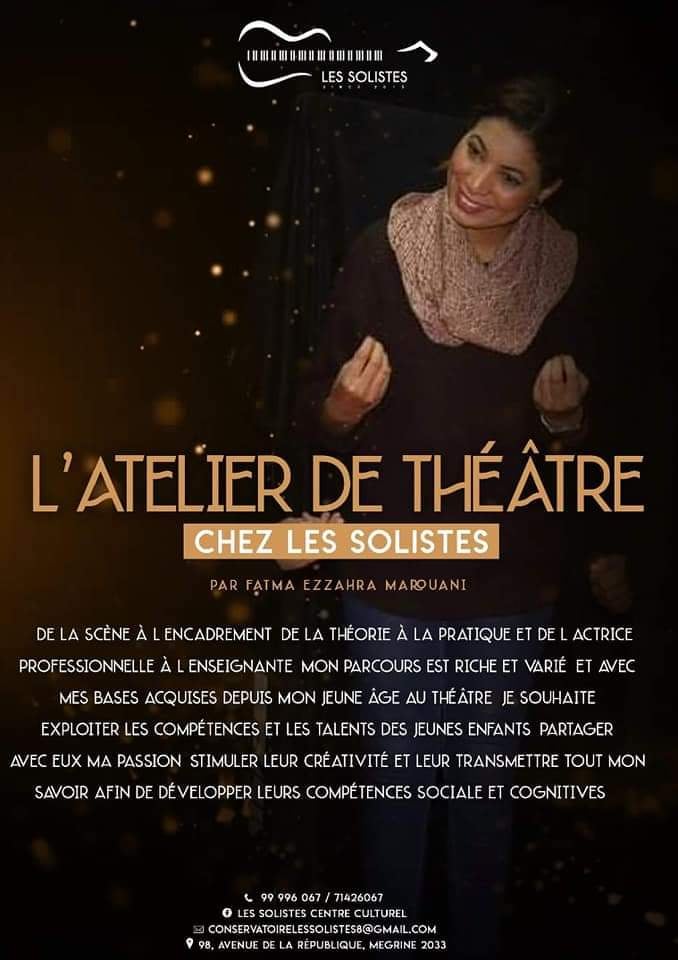 LES SOLISTES
SINCE 2015
L'ATELIER DE THÉÂTRE
CHEZ LES SOLISTES
PAR FATMA EZZAHRA MAROUANI
DE LA SCÈNE À L ENCADREMENT DE LA THÉORIE À LA PRATIQUE ET DE L ACTRICE
PROFESSIONNELLE À L ENSEIGNANTE MON PARCOURS EST RICHE ET VARIÉ ET AVEC
MES BASES ACQUISES DEPUIS MON JEUNE ÂGE AU THÉÂTRE JE SOUHAITE
EXPLOITER LES COMPÉTENCES ET LES TALENTS DES JEUNES ENFANTS PARTAGER
AVEC EUX MA PASSION STIMULER LEUR CRÉATIVITÉ ET LEUR TRANSMETTRE TOUT MON
SAVOIR AFIN DE DÉVELOPPER LEURS COMPÉTENCES SOCIALE ET COGNITIVES
99 996 067 / 71426067
LES SOLISTES CENTRE CULTUREL
CONSERVATOIRELESSOLISTES8@GMAIL.COM
98, AVENUE DE LA RÉPUBLIQUE, MEGRINE 2033